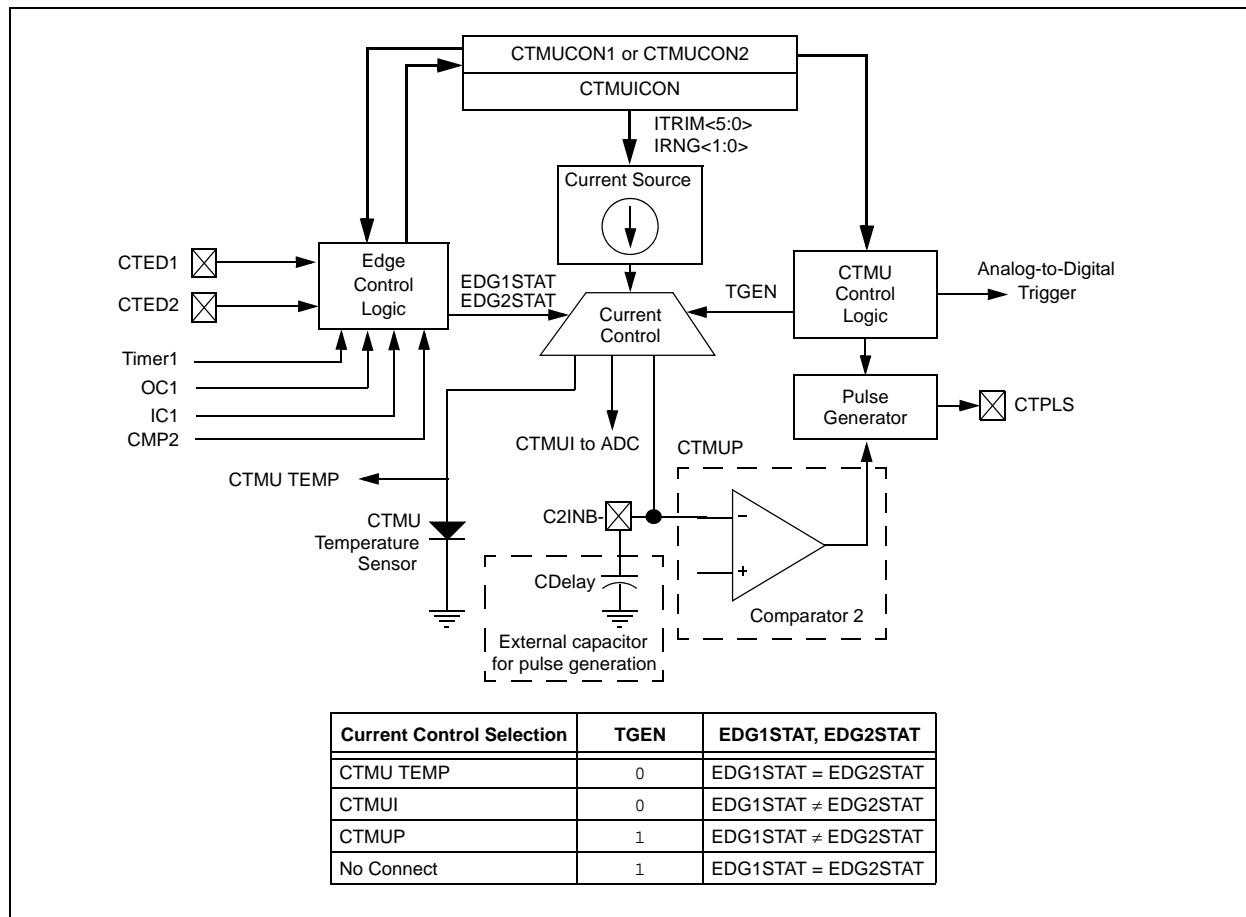 CTMUCON1 or CTMUCON2
CTMUICON
ITRIM<5:0>
IRNG<1:0>
Current Source
CTED1
CTED2
Edge
Control
Logic
EDG1STAT
EDG2STAT
Current
Control
TGEN
CTMU
Control
Logic
Analog-to-Digital
Trigger
Timer1
OC1
IC1
CMP2
Pulse
Generator
CTPLS
CTMUI to ADC
CTMUP
CTMU TEMP
C2INB-
−
+
CTMU
Temperature
Sensor
CDelay
Comparator 2
External capacitor
for pulse generation
Current Control Selection TGEN EDG1STAT, EDG2STAT
CTMU TEMP 0 EDG1STAT = EDG2STAT
CTMUI 0 EDG1STAT ≠ EDG2STAT
CTMUP 1 EDG1STAT ≠ EDG2STAT
No Connect 1 EDG1STAT = EDG2STAT